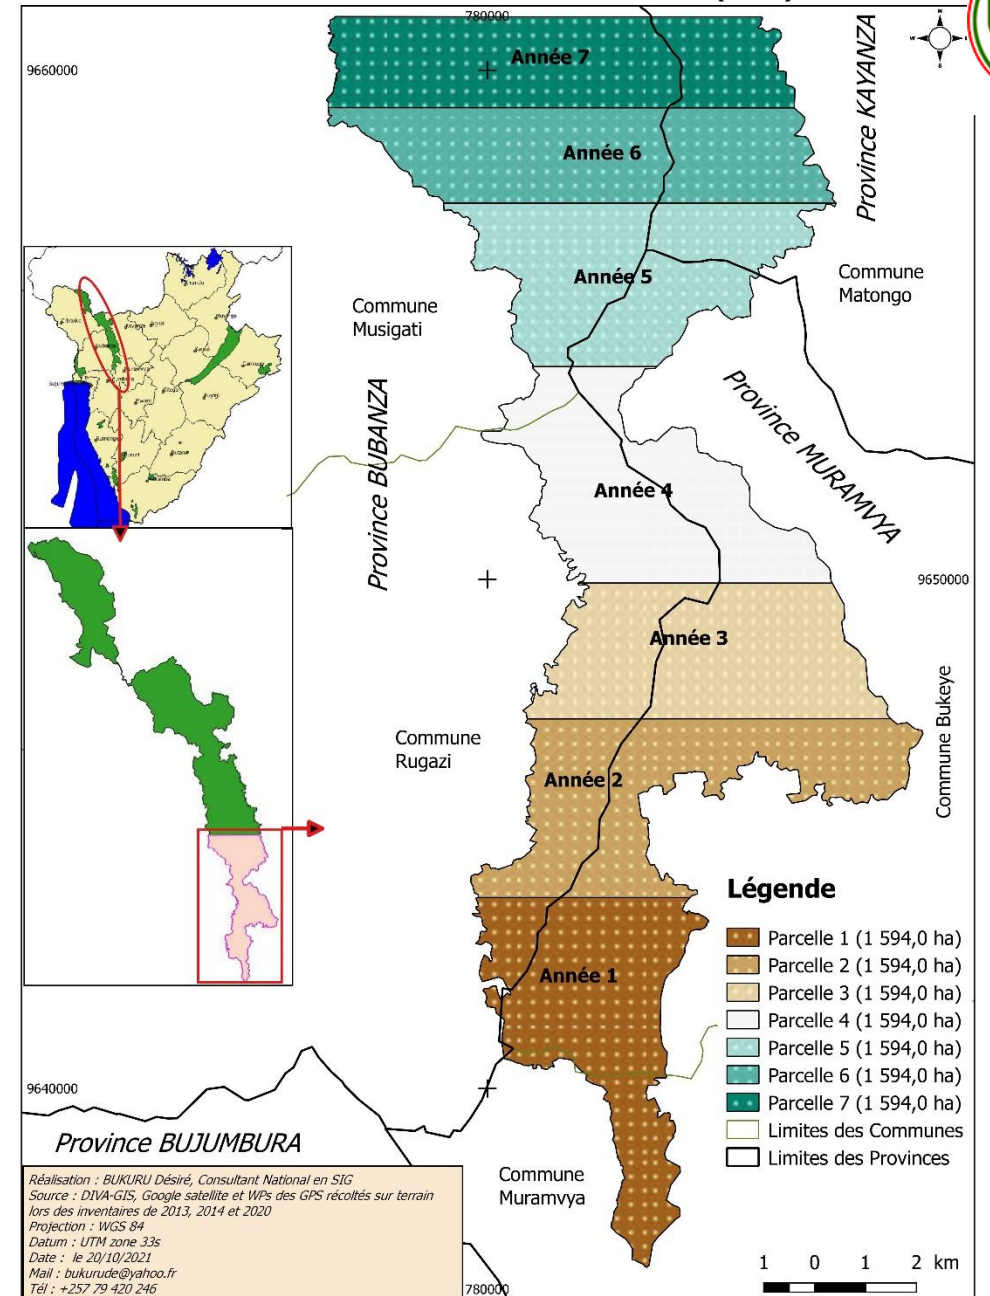 780000
Province KAYANZA
9660000
Année 7
Année 6
Année 5
Commune
Matongo
Commune
Musigati
Province MURAMVYA
Province BUBANZA
Année 4
9650000
Année 3
Commune Bukeye
Commune
Rugazi
Année 2
Légende
Parcelle 1 (1 594,0 ha)
Parcelle 2 (1 594,0 ha)
Parcelle 3 (1 594,0 ha)
Parcelle 4 (1 594,0 ha)
Parcelle 5 (1 594,0 ha)
Parcelle 6 (1 594,0 ha)
Parcelle 7 (1 594,0 ha)
Limites des Communes
Limites des Provinces
Année 1
9640000
Province BUJUMBURA
Commune
Muramvya
Réalisation : BUKURU Désiré, Consultant National en SIG
Source : DIVA-GIS, Google satellite et WPs des GPS récoltés sur terrain
lors des inventaires de 2013, 2014 et 2020
Projection : WGS 84
Datum : UTM zone 33s
Date : le 20/10/2021
Mail : bukurude@yahoo.fr
Tél : +257 79 420 246
780000
1 0 1 2 km